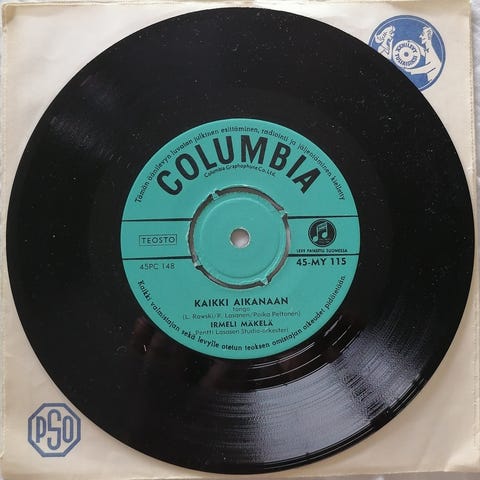 Tämän äänilevyn luvaton julkinen esittäminen, radiointi ja jäljentäminen kielletty
COLUMBIA
Columbia Graphophone Co. Ltd.
TEOSTO
LEVY PAINETTU SUOMESSA
45PC 148
45-MY 115
KAIKKI AIKANAAN
tango
(L. Rawski/P. Lasanen/Poika Peltonen)
IRMELI MÄKELÄ
(Pentti Lasasen Studio-orkesteri)
Kaikki valmistajan sekä levylle otetun teoksen omistajan oikeudet pidätetään.
PSO